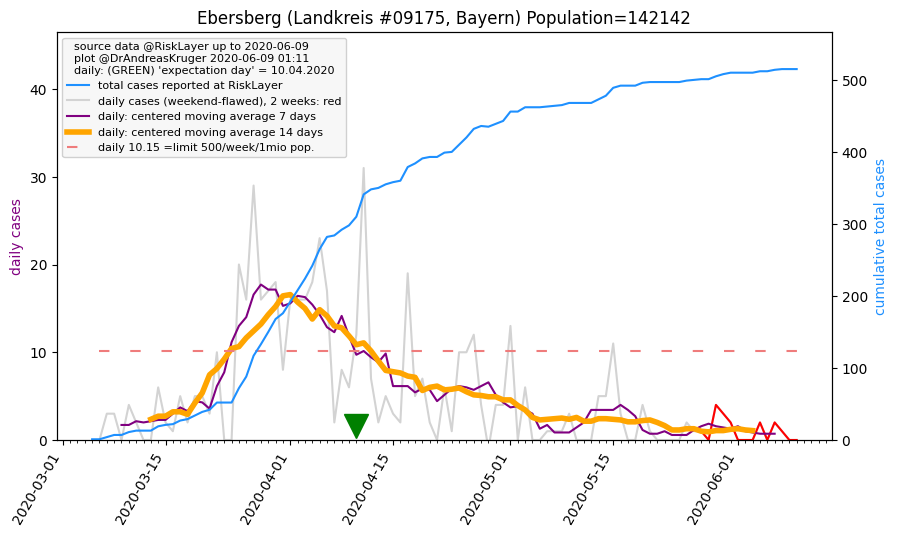 Ebersberg (Landkreis #09175, Bayern) Population=142142
source data @RiskLayer up to 2020-06-09
plot @DrAndreasKruger 2020-06-09 01:11
daily: (GREEN) 'expectation day' = 10.04.2020
total cases reported at RiskLayer
daily cases (weekend-flawed), 2 weeks: red
daily: centered moving average 7 days
daily: centered moving average 14 days
daily 10.15 =limit 500/week/1mio pop.
daily cases
40
30
20
10
0
cumulative total cases
500
400
300
200
100
0
2020-03-01
2020-03-15
2020-04-01
2020-04-15
2020-05-01
2020-05-15
2020-06-01